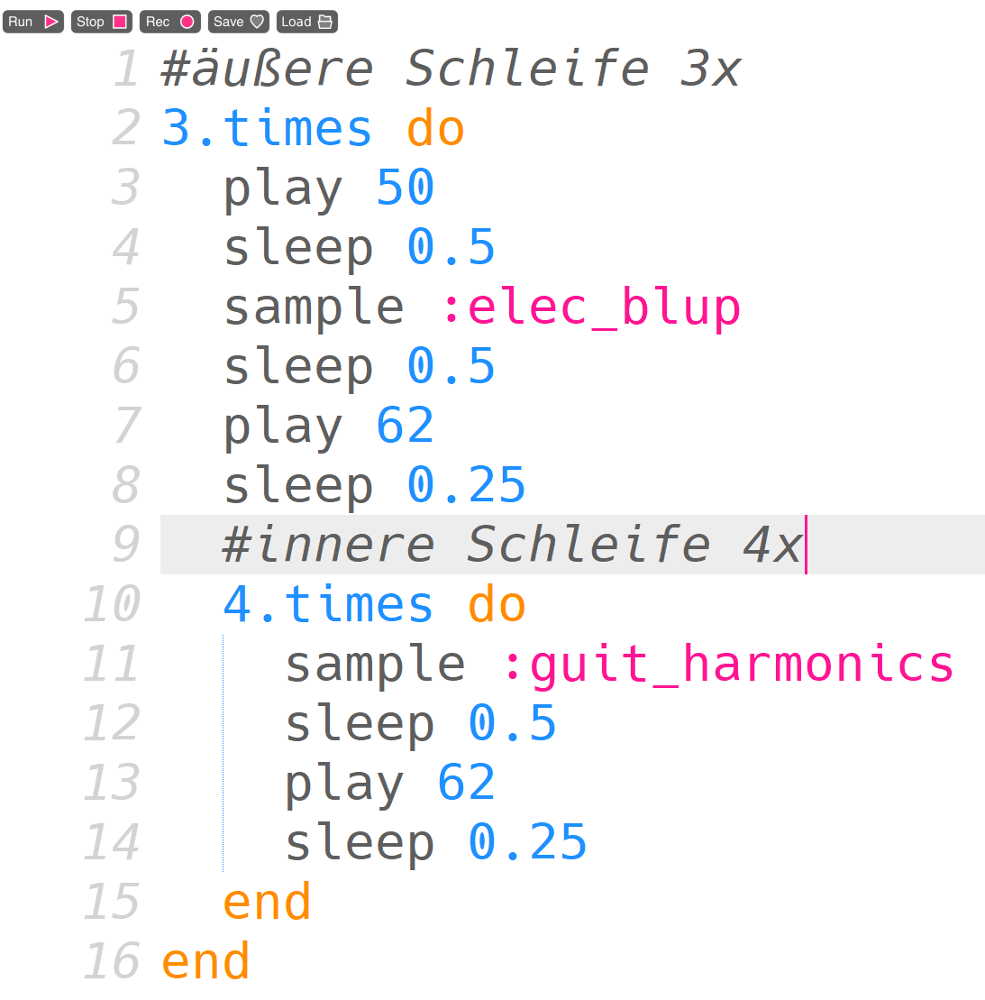 Run Stop Rec Save Load
1 #äußere Schleife 3x
2 3.times do
3 play 50
4 sleep 0.5
5 sample :elec_blup
6 sleep 0.5
7 play 62
8 sleep 0.25
9 #innere Schleife 4x
10 4.times do
11 sample :guit_harmonics
12 sleep 0.5
13 play 62
14 sleep 0.25
15 end
16 end